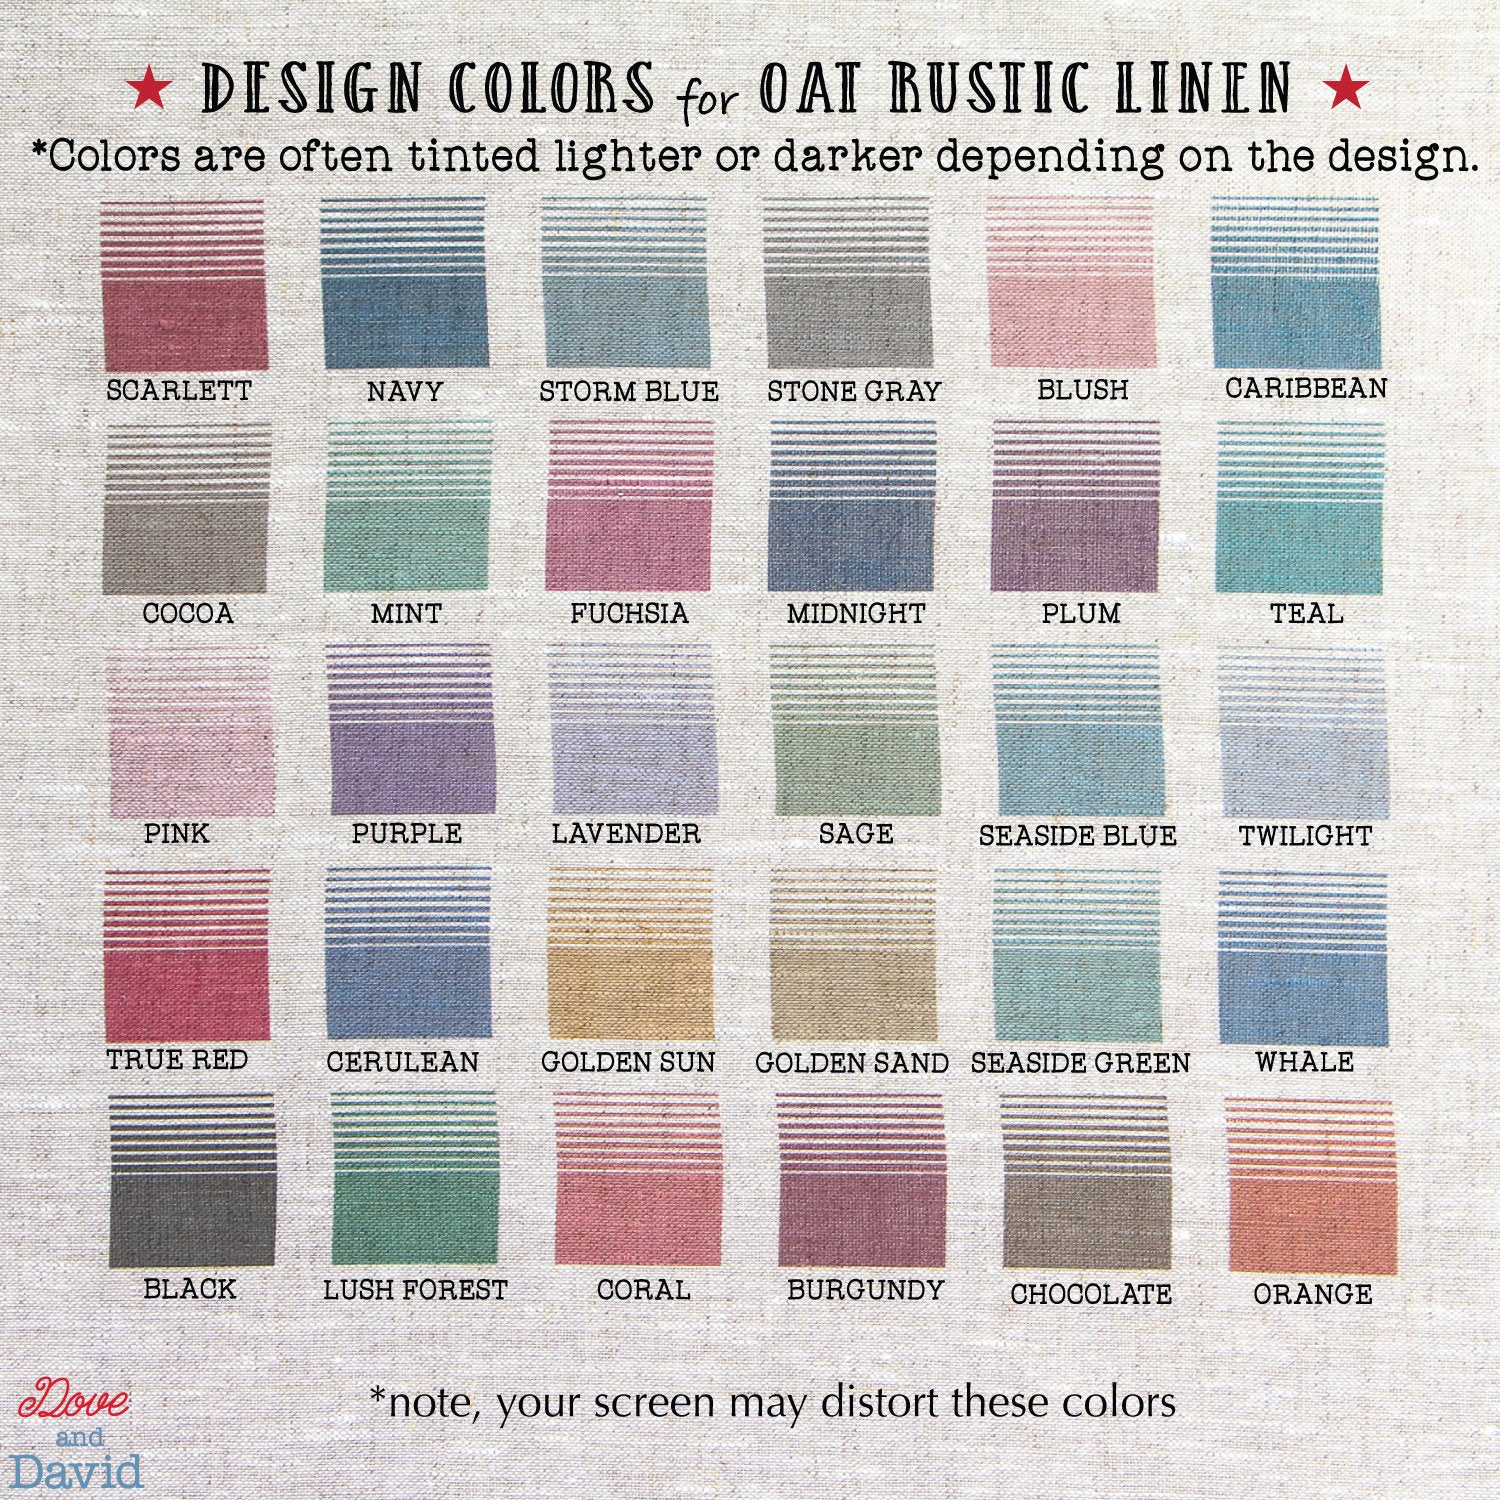 DESIGN COLORS for OAT RUSTIC LINEN
*Colors are often tinted lighter or darker depending on the design.
SCARLETT NAVY STORM BLUE STONE GRAY BLUSH CARIBBEAN
COCOA MINT FUCHSIA MIDNIGHT PLUM TEAL
PINK PURPLE LAVENDER SAGE SEASIDE BLUE TWILIGHT
TRUE RED CERULEAN GOLDEN SUN GOLDEN SAND SEASIDE GREEN WHALE
BLACK LUSH FOREST CORAL BURGUNDY CHOCOLATE ORANGE
*note, your screen may distort these colors
Dove
and
David